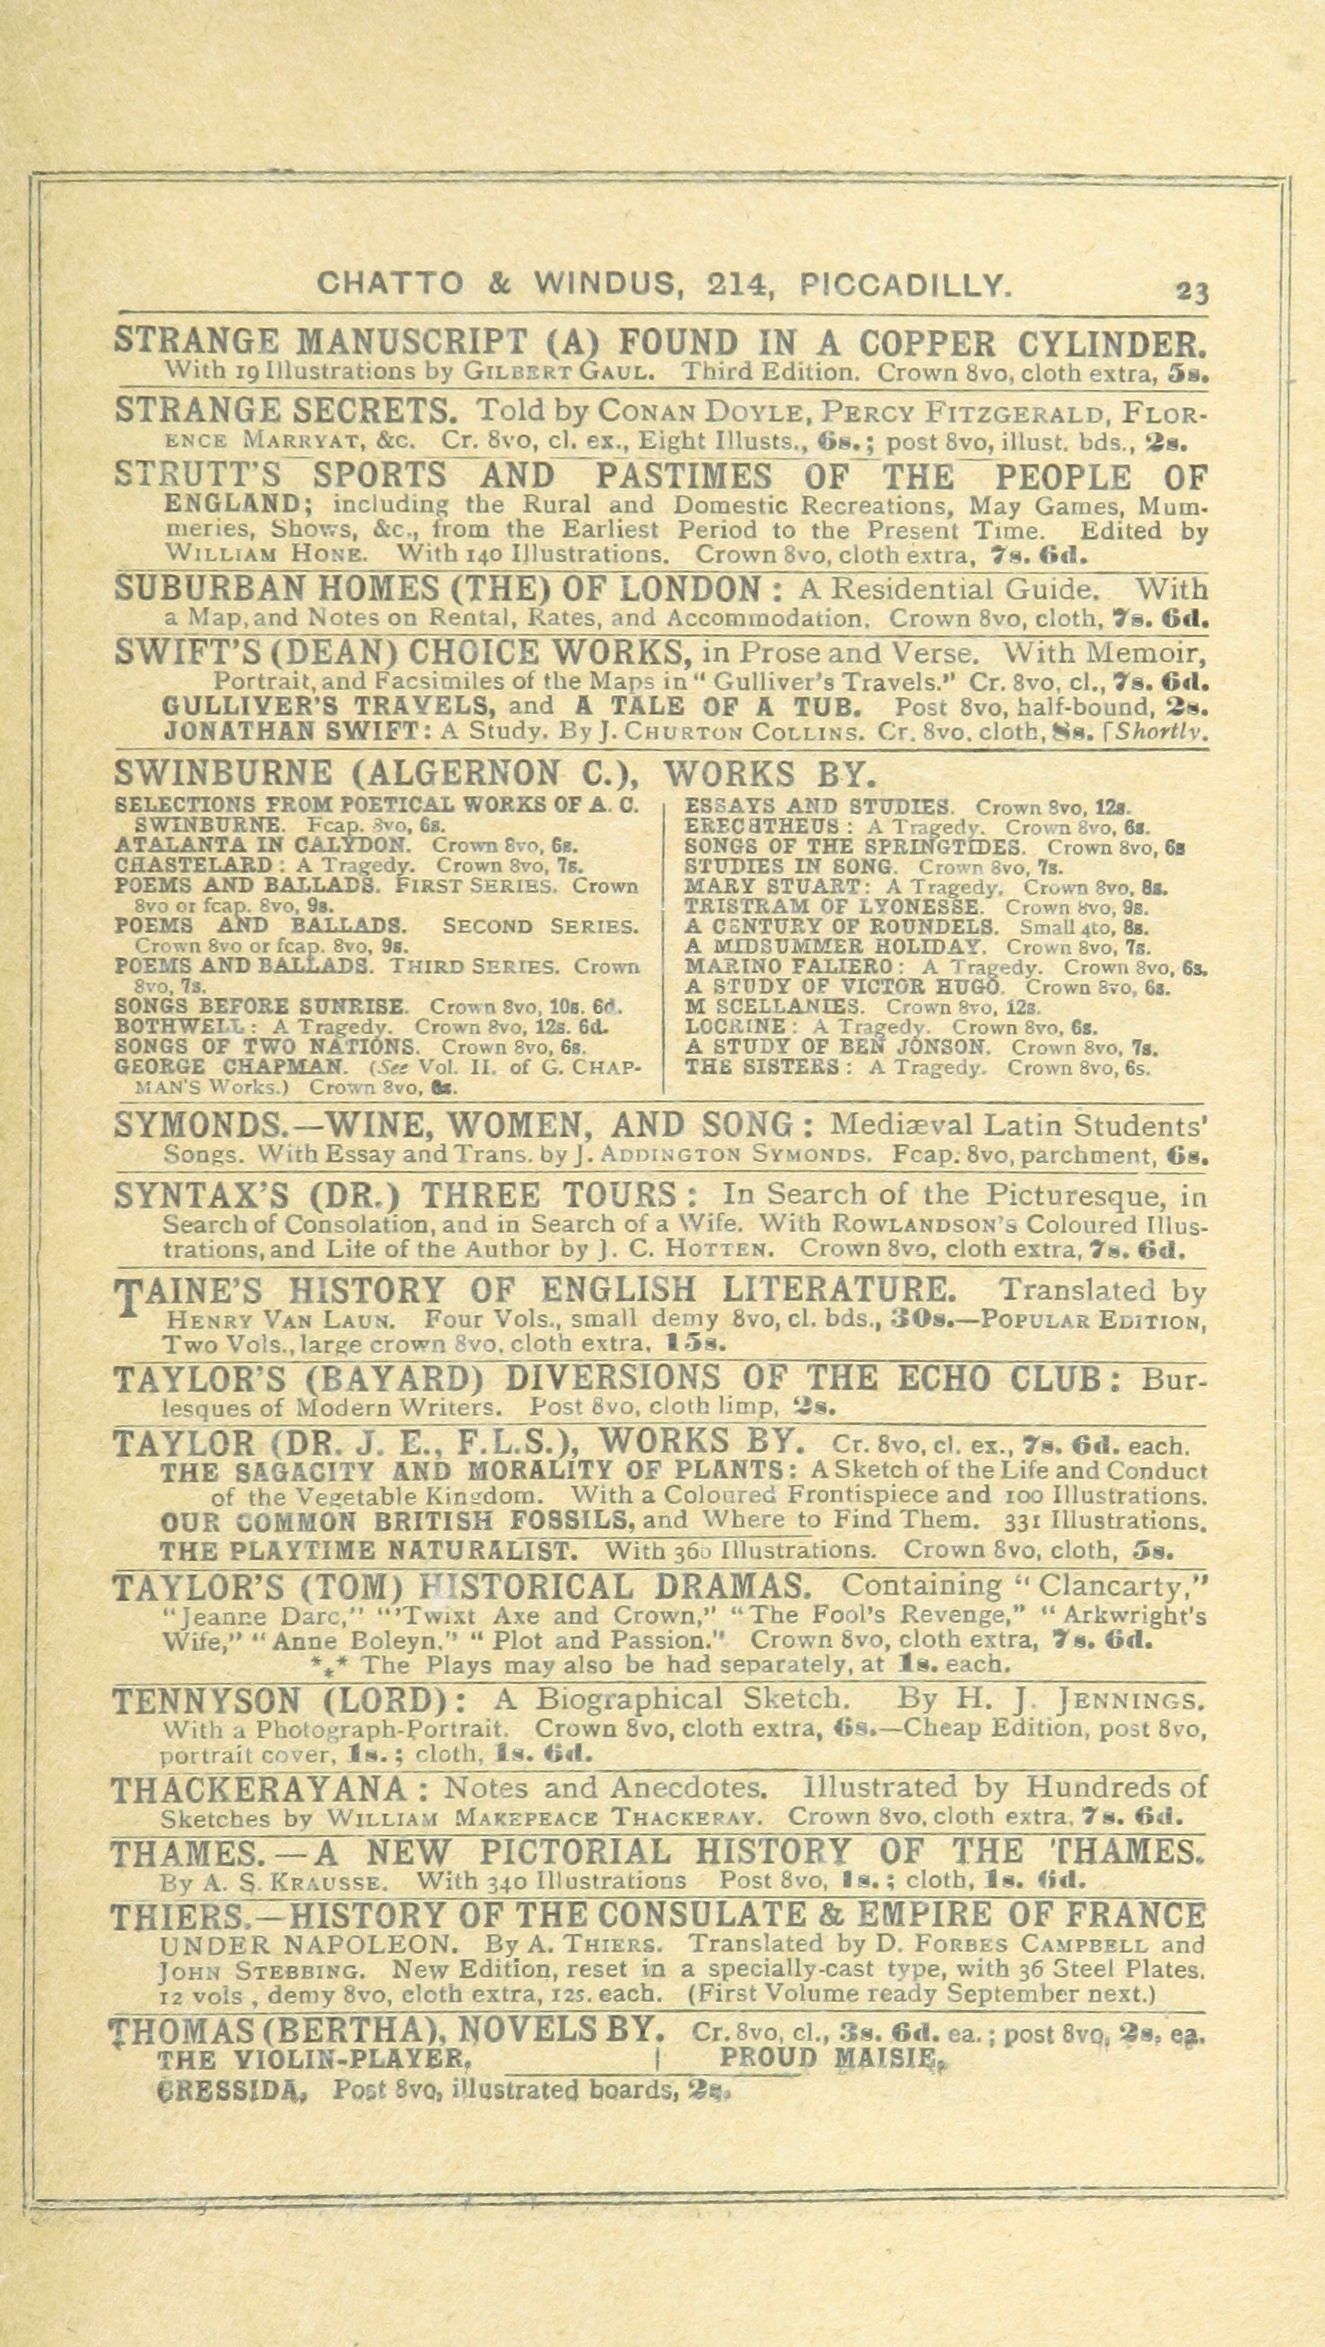 CHATTO & WINDUS, 214, PICCADILLY. 23
STRANGE MANUSCRIPT (A) FOUND IN A COPPER CYLINDER.
With 19 Illustrations by GILBERT GAUL. Third Edition. Crown 8vo, cloth extra, 5s.
STRANGE SECRETS. Told by CONAN DOYLE, PERCY FITZGERALD, FLOR-
ENCE MARRYAT, &c. Cr. 8vo, cl. ex., Eight Illusts., 6s.; post 8vo, illust. bds., 2s.
STRUTT'S SPORTS AND PASTIMES OF THE PEOPLE OF
ENGLAND; including the Rural and Domestic Recreations, May Games, Mum-
meries, Shows, &c., from the Earliest Period to the Present Time. Edited by
WILLIAM HONE. With 140 Illustrations. Crown 8vo, cloth extra, 7s. 6d.
SUBURBAN HOMES (THE) OF LONDON: A Residential Guide. With
a Map, and Notes on Rental, Rates, and Accommodation. Crown 8vo, cloth, 7s. 6d.
SWIFT'S (DEAN) CHOICE WORKS, in Prose and Verse. With Memoir,
Portrait, and Facsimiles of the Maps in "Gulliver's Travels." Cr. 8vo, cl., 7s. 6d.
GULLIVER'S TRAVELS, and A TALE OF A TUB. Post 8vo, half-bound, 2s.
JONATHAN SWIFT: A Study. By J. CHURTON COLLINS. Cr. 8vo, cloth, 8s. [Shortly.
SWINBURNE (ALGERNON C.), WORKS BY.
SELECTIONS FROM POETICAL WORKS OF A. C.
SWINBURNE. Fcap. 8vo, 6s.
ATALANTA IN CALYDON. Crown 8vo, 6s.
CHASTELARD: A Tragedy. Crown 8vo, 7s.
POEMS AND BALLADS. FIRST SERIES. Crown
8vo or fcap. 8vo, 9s.
POEMS AND BALLADS. SECOND SERIES.
Crown 8vo or fcap. 8vo, 9s.
POEMS AND BALLADS. THIRD SERIES. Crown
8vo, 7s.
SONGS BEFORE SUNRISE. Crown 8vo, 10s. 6d.
BOTHWELL: A Tragedy. Crown 8vo, 12s. 6d.
SONGS OF TWO NATIONS. Crown 8vo, 6s.
GEORGE CHAPMAN. (See Vol. II. of G. CHAP-
MAN'S Works.) Crown 8vo, 6s.
ESSAYS AND STUDIES. Crown 8vo, 12s.
ERECHTHEUS: A Tragedy. Crown 8vo, 6s.
SONGS OF THE SPRINGTIDES. Crown 8vo, 6s
STUDIES IN SONG. Crown 8vo, 7s.
MARY STUART: A Tragedy. Crown 8vo, 8s.
TRISTRAM OF LYONESSE. Crown 8vo, 9s.
A CENTURY OF ROUNDELS. Small 4to, 8s.
A MIDSUMMER HOLIDAY. Crown 8vo, 7s.
MARINO FALIERO: A Tragedy. Crown 8vo, 6s.
A STUDY OF VICTOR HUGO. Crown 8vo, 6s.
M SCELLANIES. Crown 8vo, 12s.
LOCRINE: A Tragedy. Crown 8vo, 6s.
A STUDY OF BEN JONSON. Crown 8vo, 7s.
THE SISTERS: A Tragedy. Crown 8vo, 6s.
SYMONDS.—WINE, WOMEN, AND SONG: Mediæval Latin Students'
Songs. With Essay and Trans. by J. ADDINGTON SYMONDS. Fcap. 8vo, parchment, 6s.
SYNTAX'S (DR.) THREE TOURS: In Search of the Picturesque, in
Search of Consolation, and in Search of a Wife. With ROWLANDSON'S Coloured Illus-
trations, and Life of the Author by J. C. HOTTEN. Crown 8vo, cloth extra, 7s. 6d.
TAINE'S HISTORY OF ENGLISH LITERATURE. Translated by
HENRY VAN LAUN. Four Vols., small demy 8vo, cl. bds., 30s.—POPULAR EDITION,
Two Vols., large crown 8vo, cloth extra, 15s.
TAYLOR'S (BAYARD) DIVERSIONS OF THE ECHO CLUB: Bur-
lesques of Modern Writers. Post 8vo, cloth limp, 2s.
TAYLOR (DR. J. E., F.L.S.), WORKS BY. Cr. 8vo, cl. ex., 7s. 6d. each.
THE SAGACITY AND MORALITY OF PLANTS: A Sketch of the Life and Conduct
of the Vegetable Kingdom. With a Coloured Frontispiece and 100 Illustrations.
OUR COMMON BRITISH FOSSILS, and Where to Find Them. 331 Illustrations.
THE PLAYTIME NATURALIST. With 360 Illustrations. Crown 8vo, cloth, 5s.
TAYLOR'S (TOM) HISTORICAL DRAMAS. Containing "Clancarty,"
"Jeanne Darc," "'Twixt Axe and Crown," "The Fool's Revenge," "Arkwright's
Wife," "Anne Boleyn," "Plot and Passion." Crown 8vo, cloth extra, 7s. 6d.
*** The Plays may also be had separately, at 1s. each.
TENNYSON (LORD): A Biographical Sketch. By H. J. JENNINGS.
With a Photograph-Portrait. Crown 8vo, cloth extra, 6s.—Cheap Edition, post 8vo,
portrait cover, 1s.; cloth, 1s. 6d.
THACKERAYANA: Notes and Anecdotes. Illustrated by Hundreds of
Sketches by WILLIAM MAKEPEACE THACKERAY. Crown 8vo, cloth extra, 7s. 6d.
THAMES.—A NEW PICTORIAL HISTORY OF THE THAMES.
By A. S. KRAUSSE. With 340 Illustrations Post 8vo, 1s.; cloth, 1s. 6d.
THIERS.—HISTORY OF THE CONSULATE & EMPIRE OF FRANCE
UNDER NAPOLEON. By A. THIERS. Translated by D. FORBES CAMPBELL and
JOHN STEBBING. New Edition, reset in a specially-cast type, with 36 Steel Plates.
12 vols, demy 8vo, cloth extra, 12s. each. (First Volume ready September next.)
THOMAS (BERTHA), NOVELS BY. Cr. 8vo, cl., 3s. 6d. ea.; post 8vo, 2s. ea.
THE VIOLIN-PLAYER. | PROUD MAISIE.
CRESSIDA. Post 8vo, illustrated boards, 2s.